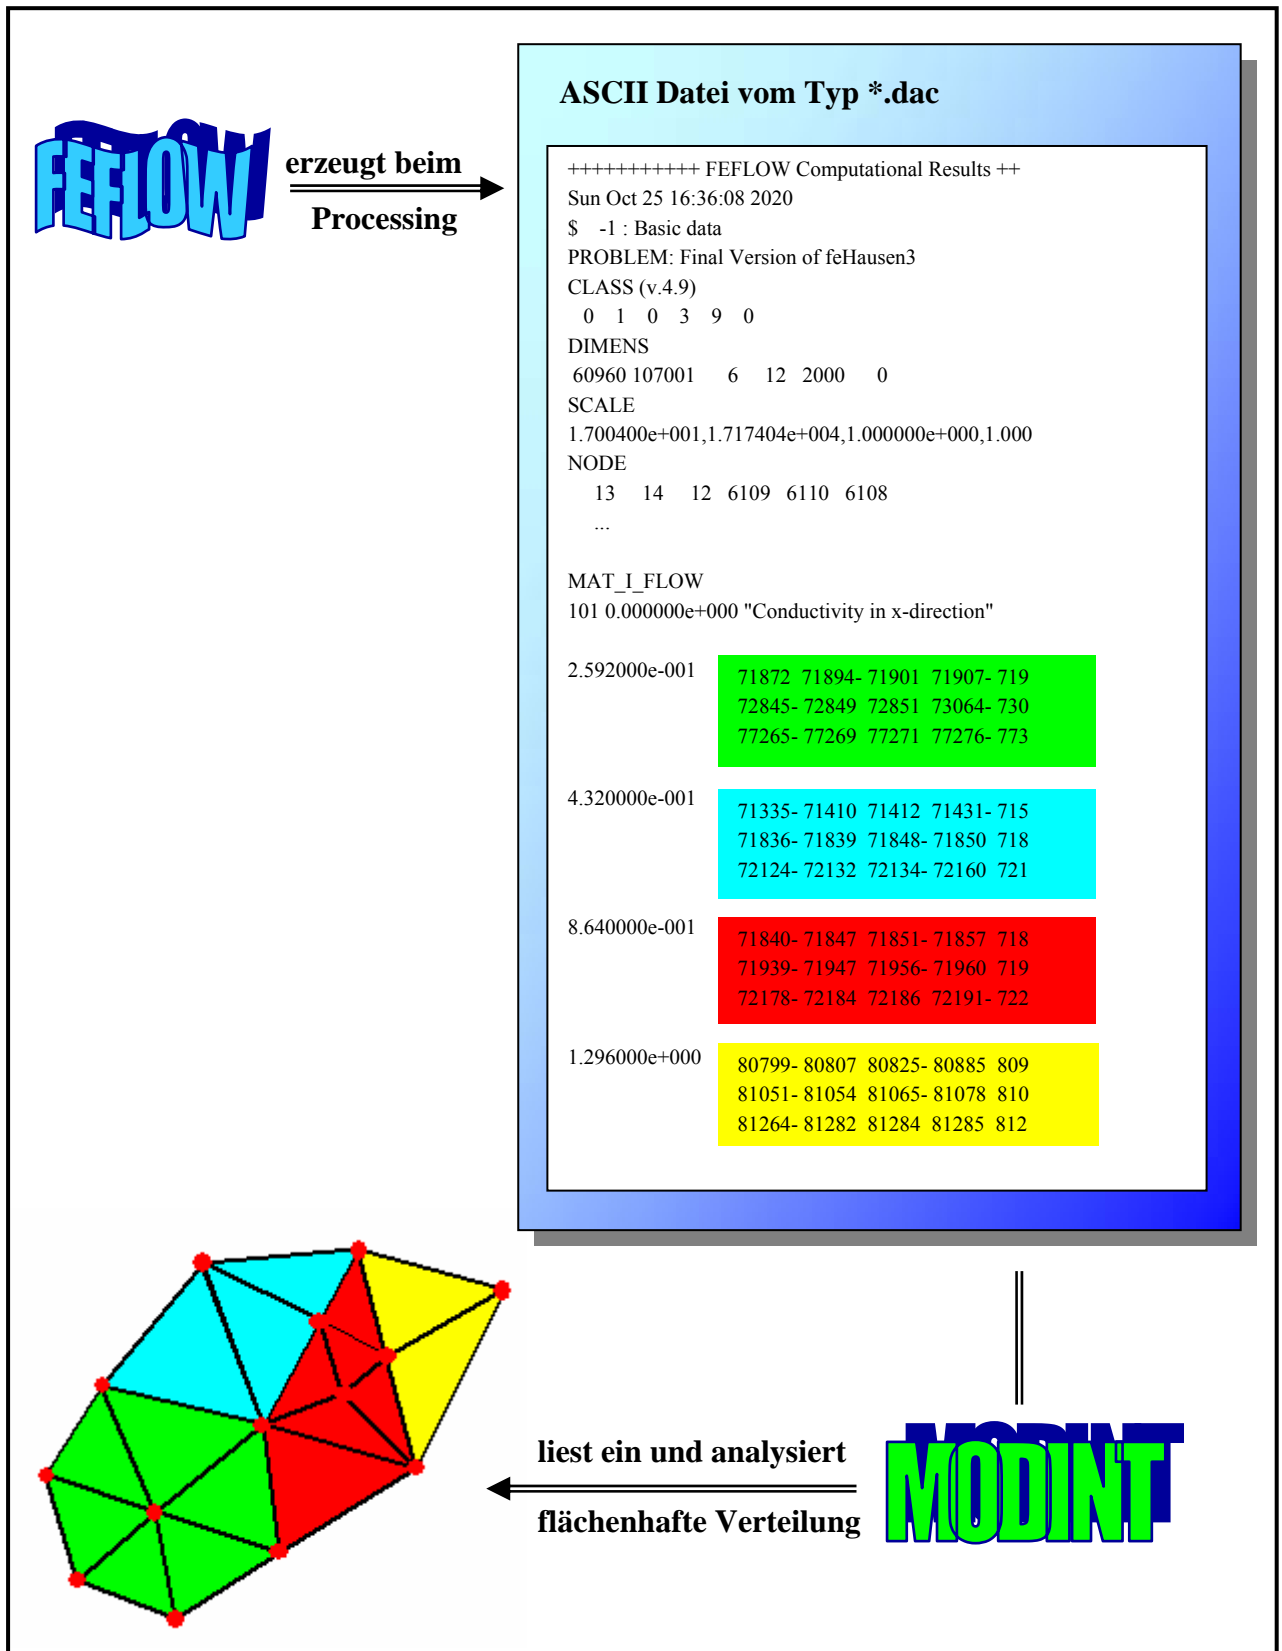 ASCII Datei vom Typ *.dac
FEFLOW
erzeugt beim
Processing
+++++++++++ FEFLOW Computational Results ++
Sun Oct 25 16:36:08 2020
$ -1 : Basic data
PROBLEM: Final Version of feHausen3
CLASS (v.4.9)
0 1 0 3 9 0
DIMENS
60960 107001 6 12 2000 0
SCALE
1.700400e+001,1.717404e+004,1.000000e+000,1.000
NODE
13 14 12 6109 6110 6108
...
MAT_I_FLOW
101 0.000000e+000 "Conductivity in x-direction"
2.592000e-001
71872 71894- 71901 71907- 719
72845- 72849 72851 73064- 730
77265- 77269 77271 77276- 773
4.320000e-001
71335- 71410 71412 71431- 715
71836- 71839 71848- 71850 718
72124- 72132 72134- 72160 721
8.640000e-001
71840- 71847 71851- 71857 718
71939- 71947 71956- 71960 719
72178- 72184 72186 72191- 722
1.296000e+000
80799- 80807 80825- 80885 809
81051- 81054 81065- 81078 810
81264- 81282 81284 81285 812
liest ein und analysiert
flächenhafte Verteilung
MODINT